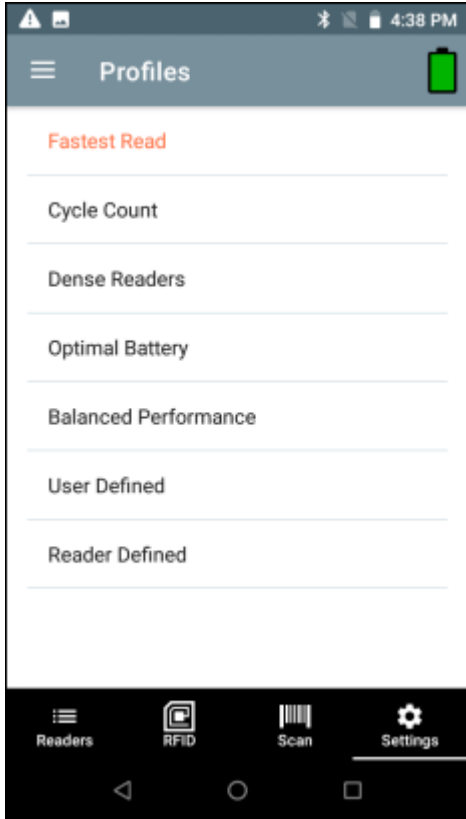 4:38 PM
Profiles
Fastest Read
Cycle Count
Dense Readers
Optimal Battery
Balanced Performance
User Defined
Reader Defined
Readers RFID Scan Settings